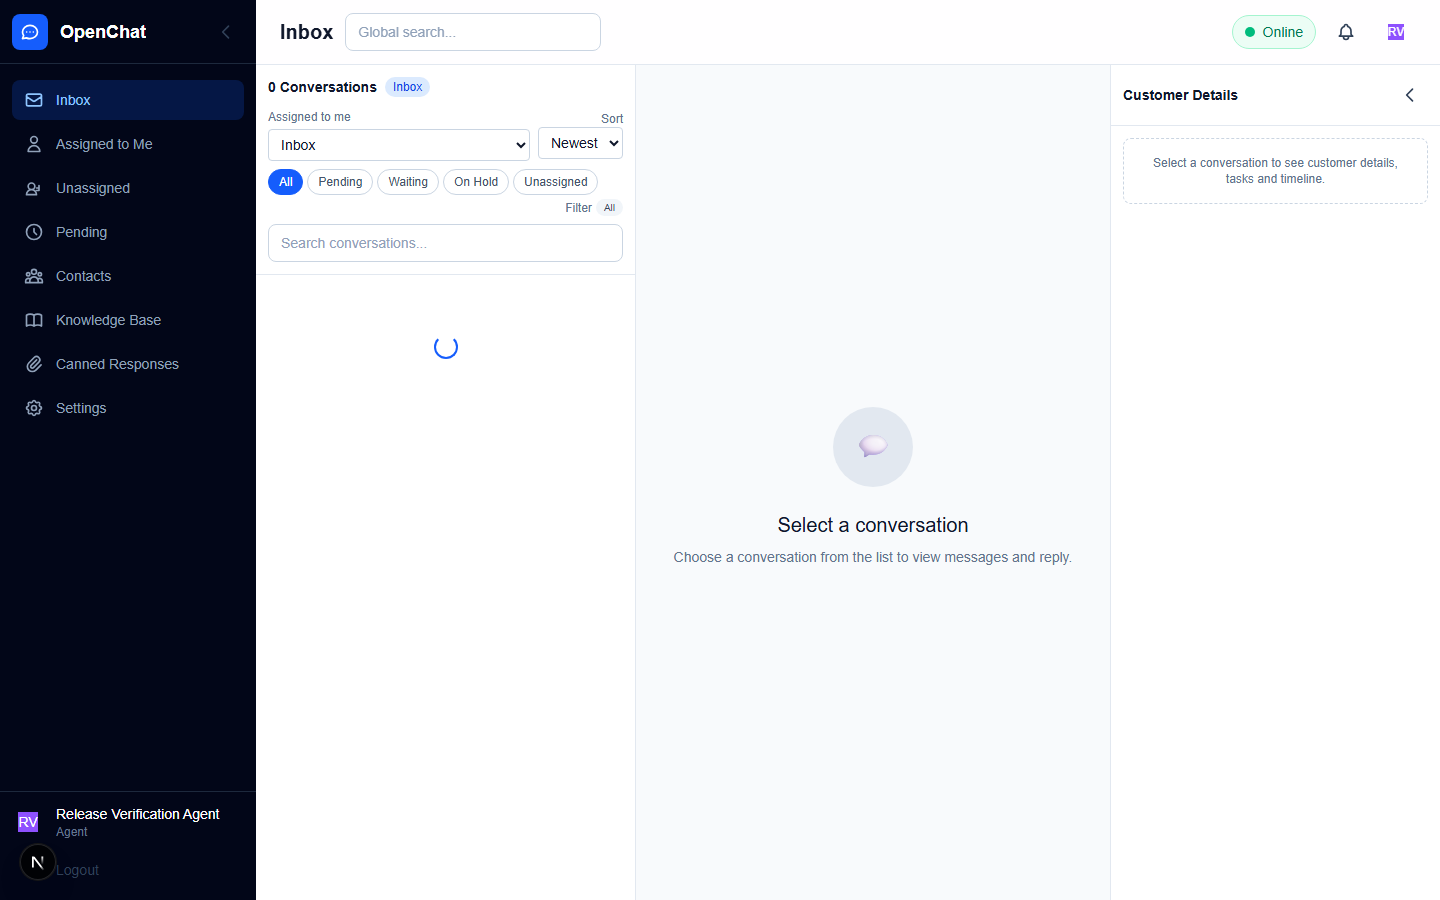 OpenChat
Inbox
Assigned to Me
Unassigned
Pending
Contacts
Knowledge Base
Canned Responses
Settings
RV
Release Verification Agent
Agent
N
Logout
Inbox
Global search...
Online
RV
0 Conversations
Inbox
Assigned to me
Sort
Inbox
Newest
All
Pending
Waiting
On Hold
Unassigned
Filter
All
Search conversations...
Select a conversation
Choose a conversation from the list to view messages and reply.
Customer Details
Select a conversation to see customer details,
tasks and timeline.